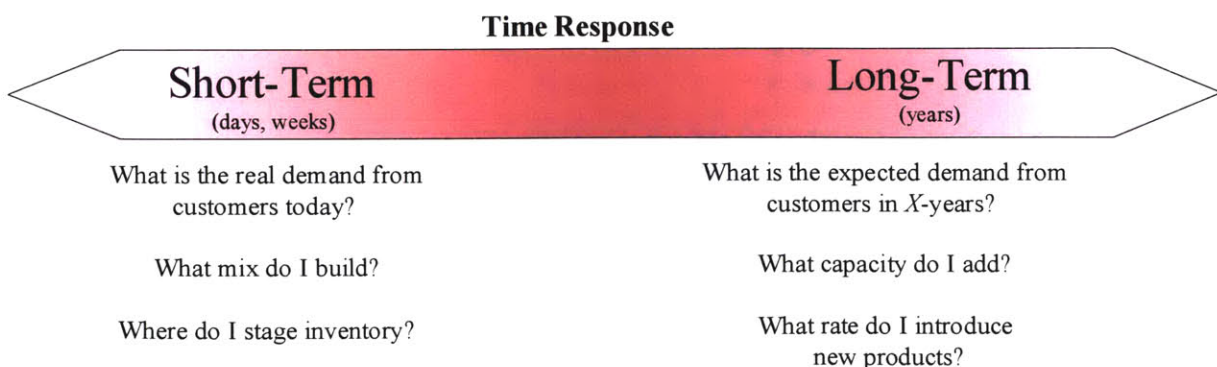 Time Response
Short-Term
(days, weeks)
Long-Term
(years)
What is the real demand from
customers today?
What mix do I build?
Where do I stage inventory?
What is the expected demand from
customers in X-years?
What capacity do I add?
What rate do I introduce
new products?